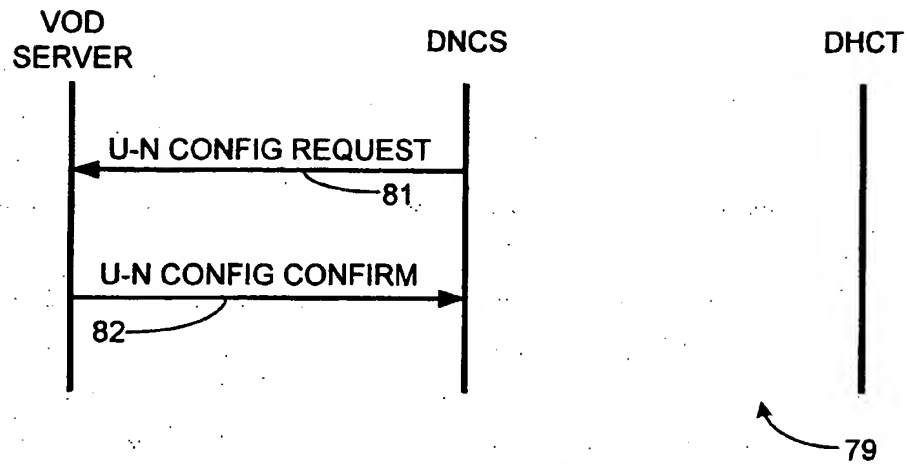 VOD
SERVER
DNCS
DHCT
U-N CONFIG REQUEST
81
U-N CONFIG CONFIRM
82
79